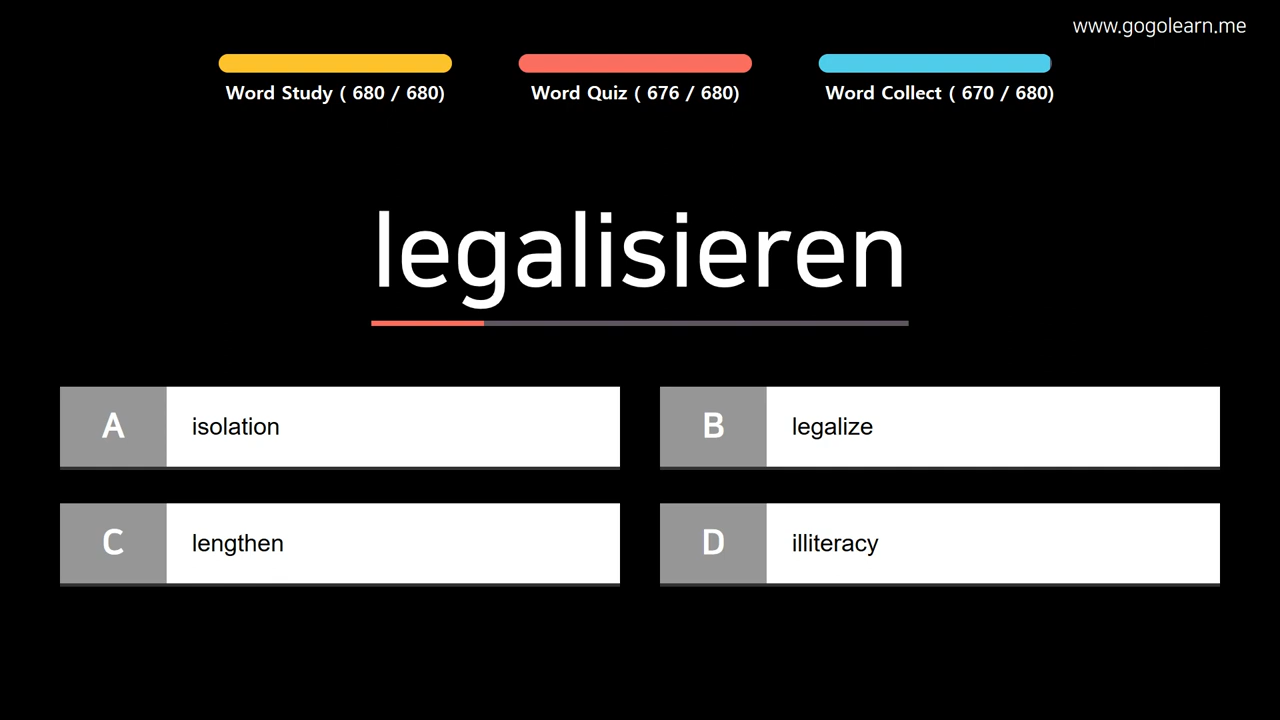 www.gogolearn.me
Word Study ( 680 / 680)
Word Quiz ( 676 / 680)
Word Collect ( 670 / 680)
legalisieren
A isolation
B legalize
C lengthen
D illiteracy